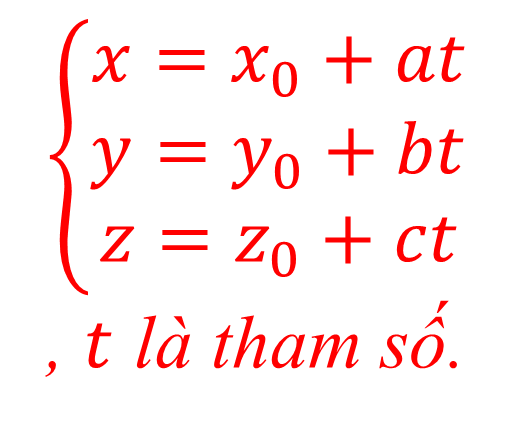 x = x₀ + at
y = y₀ + bt
z = z₀ + ct
, t là tham số.